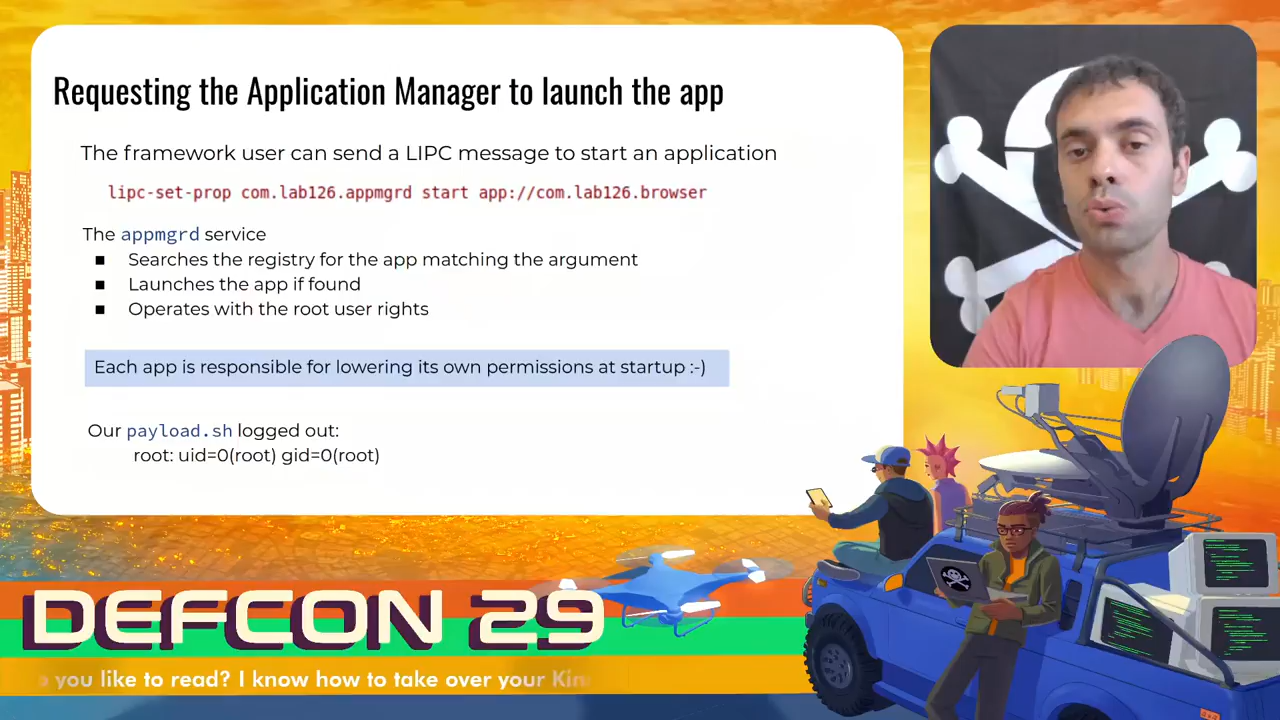 Requesting the Application Manager to launch the app
The framework user can send a LIPC message to start an application
lipc-set-prop com.lab126.appmgrd start app://com.lab126.browser
The appmgrd service
■ Searches the registry for the app matching the argument
■ Launches the app if found
■ Operates with the root user rights
Each app is responsible for lowering its own permissions at startup :-)
Our payload.sh logged out:
root: uid=0(root) gid=0(root)
DEFCON 29
you like to read? I know how to take over your Kin